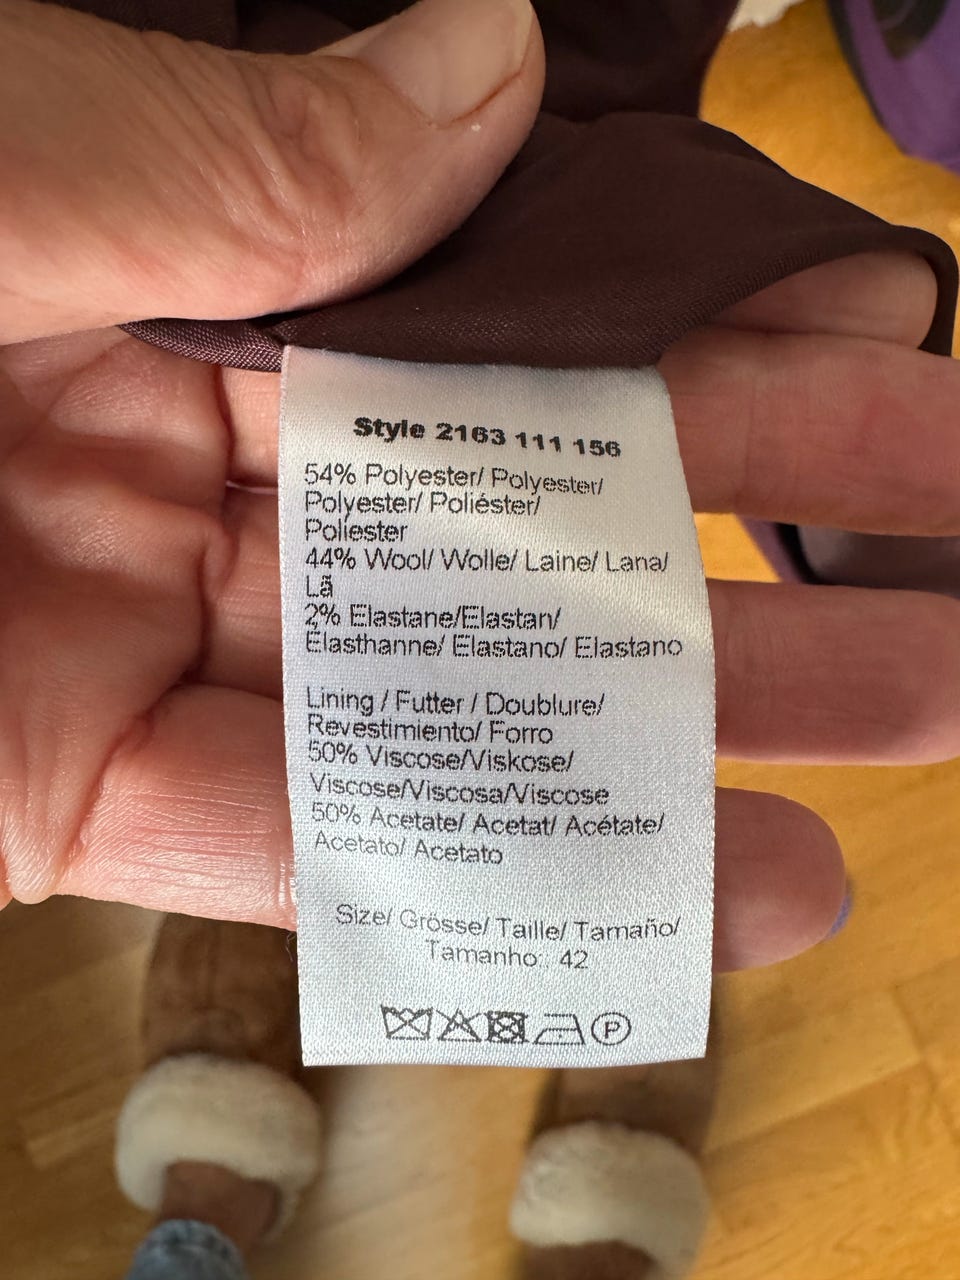 Style 2163 111 156
54% Polyester/ Polyester/
Polyester/ Poliéster/
Poliester
44% Wool/ Wolle/ Laine/ Lana/
Lã
2% Elastane/Elastan/
Élasthanne/ Elastano/ Elastano
Lining / Futter / Doublure/
Revestimiento/ Forro
50% Viscose/Viskose/
Viscose/Viscosa/Viscose
50% Acetate/ Acetat/ Acétate/
Acetato/ Acetato
Size/ Grösse/ Taille/ Tamaño/
Tamanho : 42
P